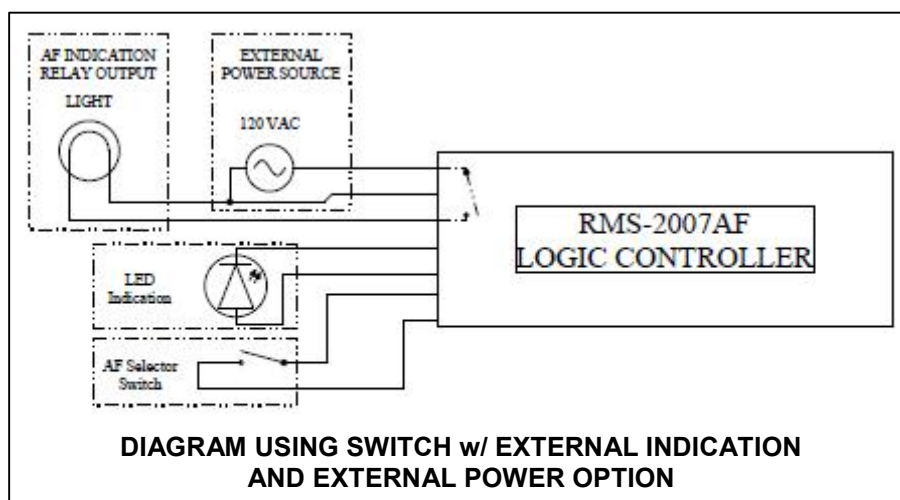 AF INDICATION
RELAY OUTPUT
LIGHT
EXTERNAL
POWER SOURCE
120 VAC
RMS-2007AF
LOGIC CONTROLLER
LED
Indication
AF Selector
Switch
DIAGRAM USING SWITCH w/ EXTERNAL INDICATION
AND EXTERNAL POWER OPTION